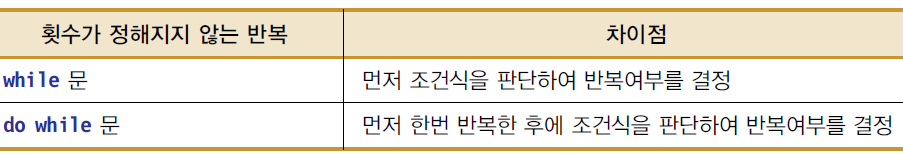 횟수가 정해지지 않는 반복 차이점
while 문 먼저 조건식을 판단하여 반복여부를 결정
do while 문 먼저 한번 반복한 후에 조건식을 판단하여 반복여부를 결정